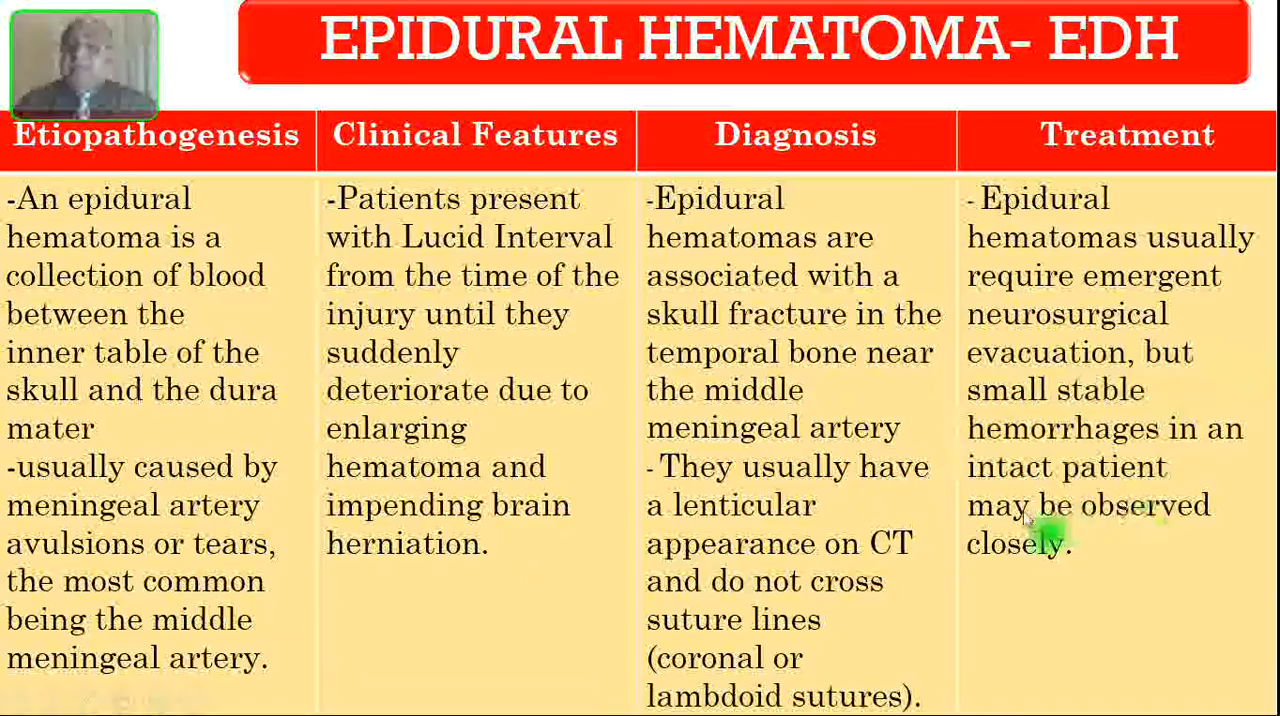 EPIDURAL HEMATOMA- EDH
Etiopathogenesis
Clinical Features
Diagnosis
Treatment
-An epidural
hematoma is a
collection of blood
between the
inner table of the
skull and the dura
mater
-usually caused by
meningeal artery
avulsions or tears,
the most common
being the middle
meningeal artery.
-Patients present
with Lucid Interval
from the time of the
injury until they
suddenly
deteriorate due to
enlarging
hematoma and
impending brain
herniation.
-Epidural
hematomas are
associated with a
skull fracture in the
temporal bone near
the middle
meningeal artery
- They usually have
a lenticular
appearance on CT
and do not cross
suture lines
(coronal or
lambdoid sutures).
- Epidural
hematomas usually
require emergent
neurosurgical
evacuation, but
small stable
hemorrhages in an
intact patient
may be observed
closely.